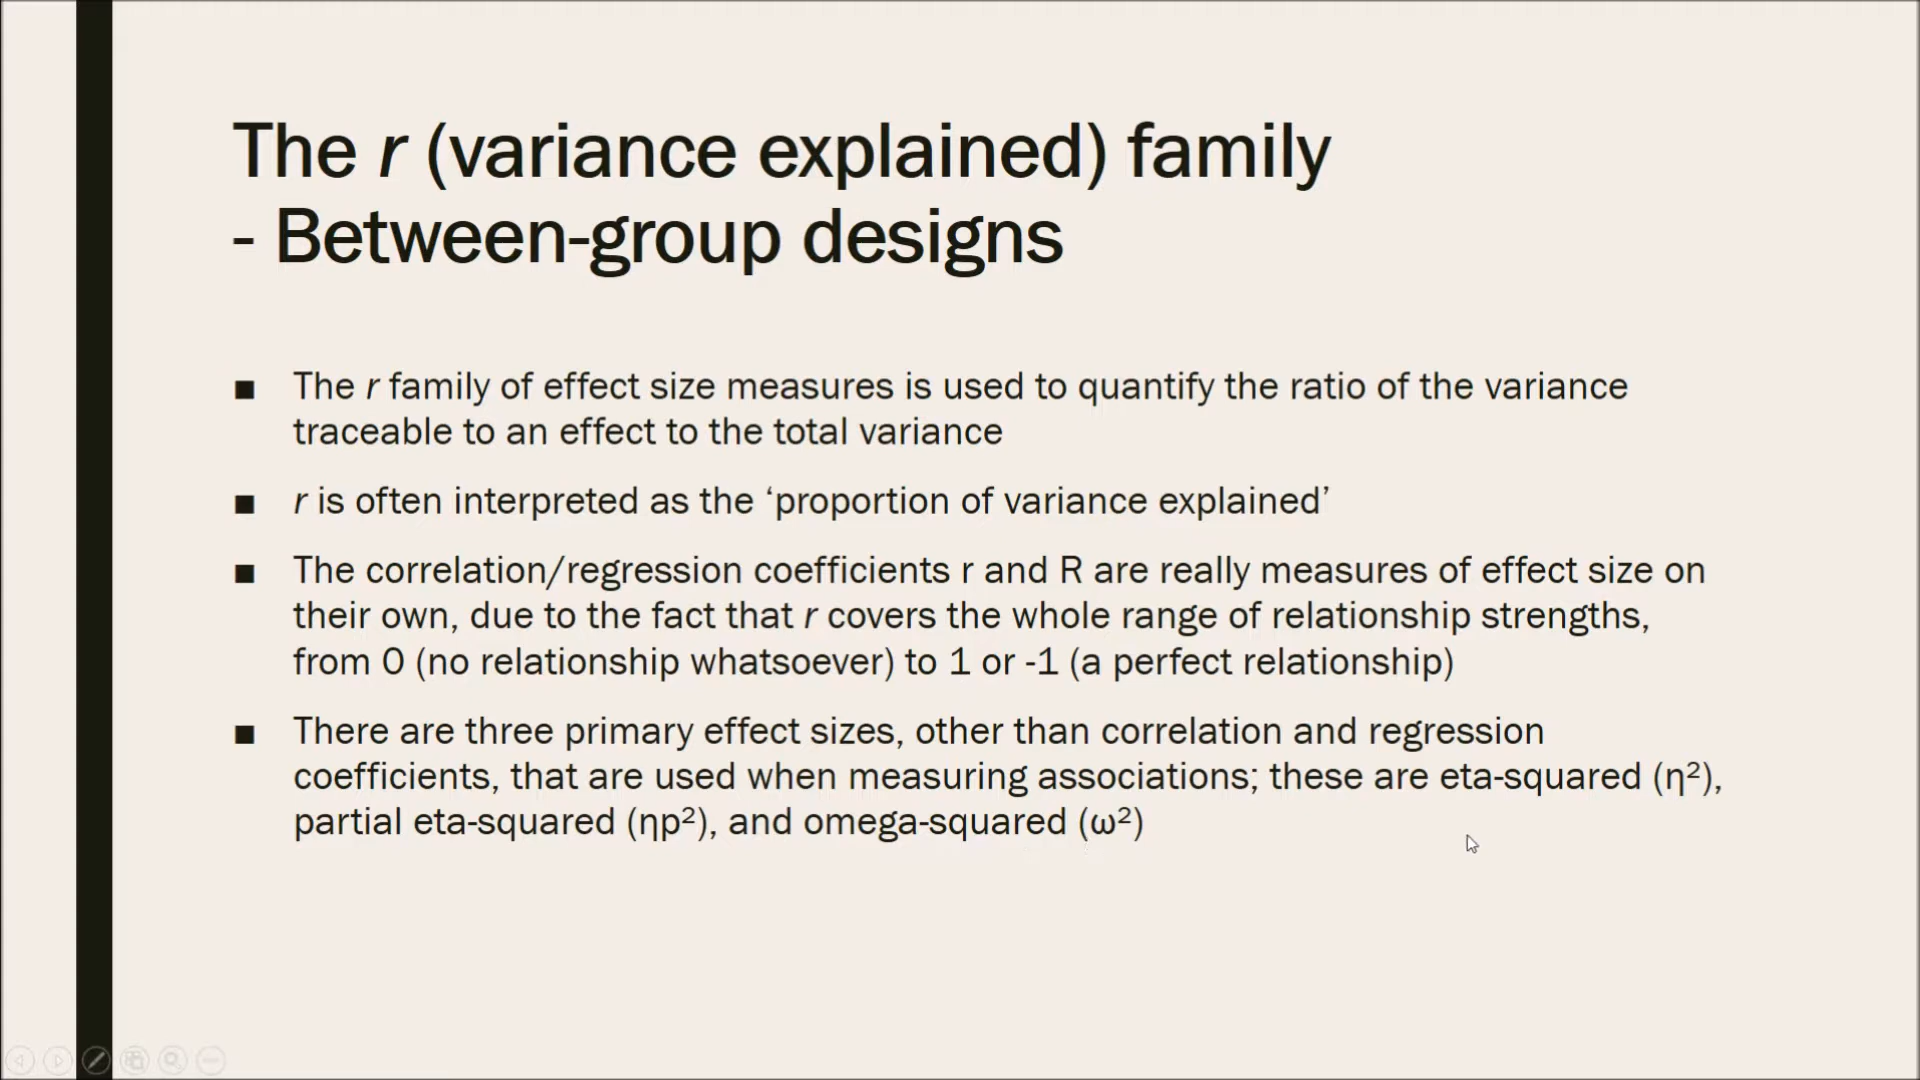 The r (variance explained) family
- Between-group designs
■ The r family of effect size measures is used to quantify the ratio of the variance
traceable to an effect to the total variance
■ r is often interpreted as the ‘proportion of variance explained’
■ The correlation/regression coefficients r and R are really measures of effect size on
their own, due to the fact that r covers the whole range of relationship strengths,
from 0 (no relationship whatsoever) to 1 or -1 (a perfect relationship)
■ There are three primary effect sizes, other than correlation and regression
coefficients, that are used when measuring associations; these are eta-squared (η²),
partial eta-squared (ηp²), and omega-squared (ω²)